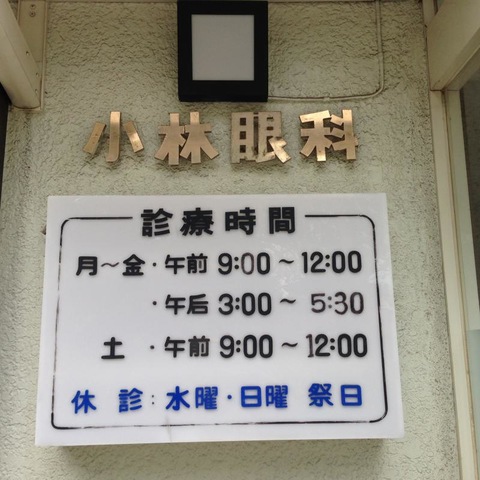 小林眼科
診療時間
月～金・午前 9:00～12:00
・午后 3:00～ 5:30
土 ・午前 9:00～12:00
休 診：水曜・日曜 祭日